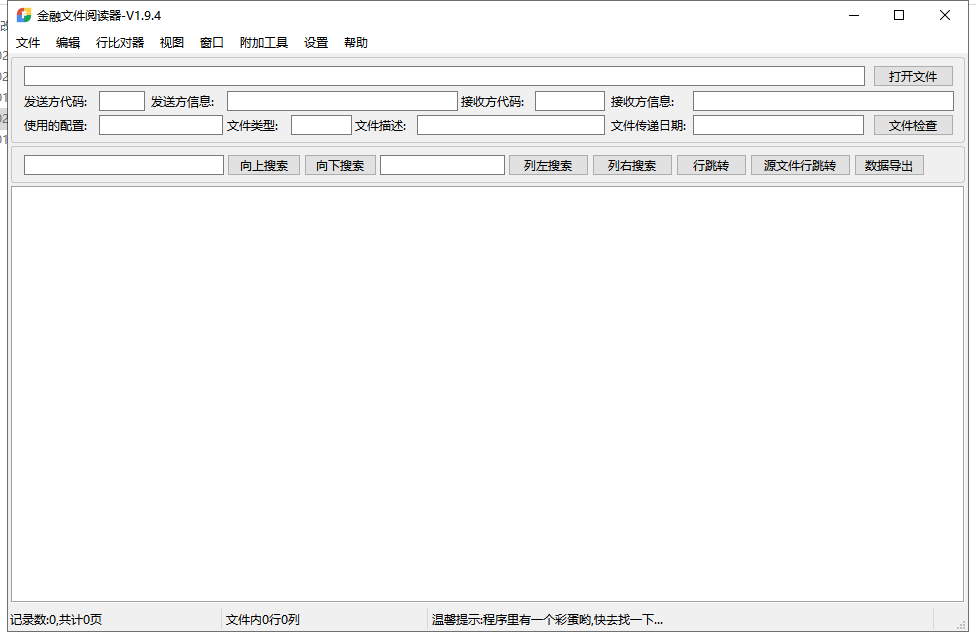 金融文件阅读器-V1.9.4
文件 编辑 行比对器 视图 窗口 附加工具 设置 帮助
打开文件
发送方代码: 发送方信息: 接收方代码: 接收方信息:
使用的配置: 文件类型: 文件描述: 文件传递日期: 文件检查
向上搜索 向下搜索 列左搜索 列右搜索 行跳转 源文件行跳转 数据导出
记录数:0,共计0页 文件内0行0列 温馨提示:程序里有一个彩蛋哟,快去找一下...